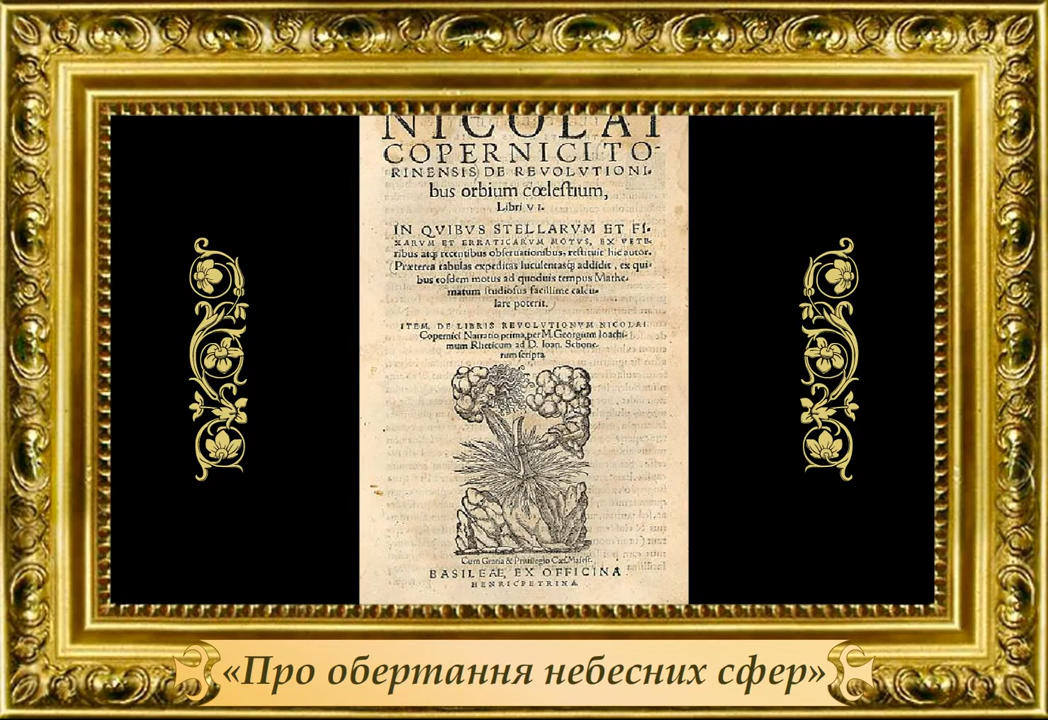 NICOLAI
COPERNICI TO-
RINENSIS DE REVOLVTIONI-
bus orbium cœlestium,
Libri VI.
IN QVIBVS STELLARVM ET FI-
XARVM ET ERRATICARVM MOTVS, EX VETE-
ribus atq; recentibus obseruationibus, restituit hic autor.
Præterea tabulas expeditas luculentasq; addidit, ex qui-
bus eosdem motus ad quoduis tempus Mathe-
matum studiosus facillime calcu-
lare poterit.
ITEM, DE LIBRIS REVOLVTIONVM NICOLAI
Copernici Narratio prima, per M. Georgium Ioachi-
mum Rheticum ad D. Ioan. Schone-
rum scripta.
Cum Gratia & Priuilegio Cæs. Maiest.
BASILEAE, EX OFFICINA
HENRICPETRINA.
«Про обертання небесних сфер»